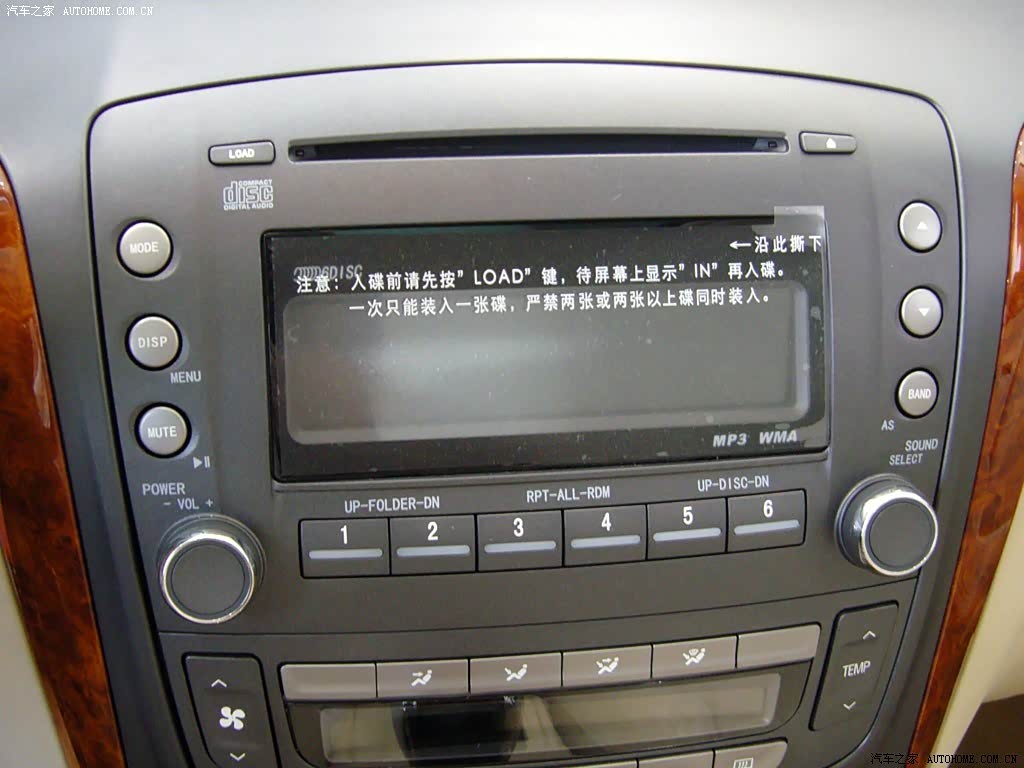 汽车之家 AUTOHOME.COM.CN
LOAD
COMPACT
disc
DIGITAL AUDIO
←沿此撕下
6DISC
注意：入碟前请先按"LOAD"键，待屏幕上显示"IN"再入碟。
一次只能装入一张碟，严禁两张或两张以上碟同时装入。
MODE
DISP
MENU
MUTE
BAND
AS
MP3 WMA
SOUND
SELECT
POWER
- VOL +
UP-FOLDER-DN
RPT-ALL-RDM
UP-DISC-DN
1 2 3 4 5 6
TEMP
汽车之家 AUTOHOME.COM.CN